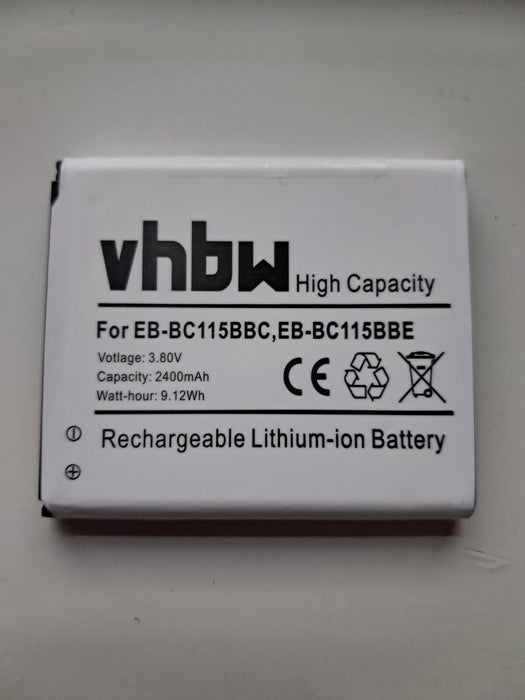 vhbw High Capacity
For EB-BC115BBC,EB-BC115BBE
Votlage: 3.80V
Capacity: 2400mAh
Watt-hour: 9.12Wh
CE
Rechargeable Lithium-ion Battery